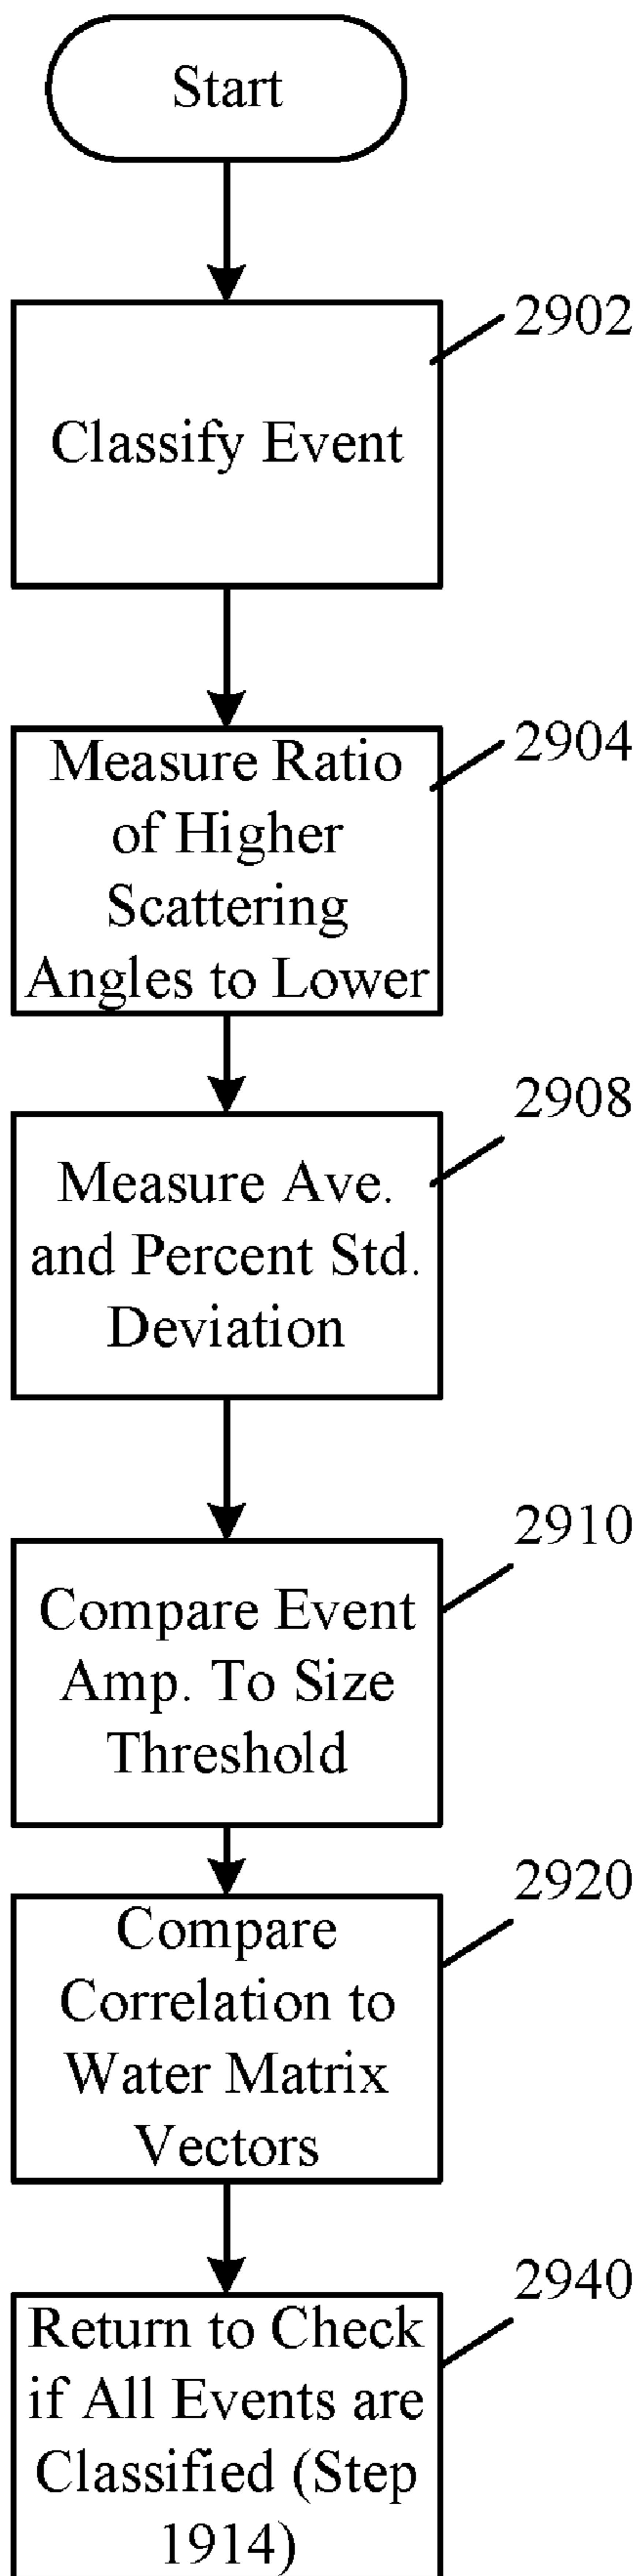 Start
2902
Classify Event
2904
Measure Ratio
of Higher
Scattering
Angles to Lower
2908
Measure Ave.
and Percent Std.
Deviation
2910
Compare Event
Amp. To Size
Threshold
2920
Compare
Correlation to
Water Matrix
Vectors
2940
Return to Check
if All Events are
Classified (Step
1914)